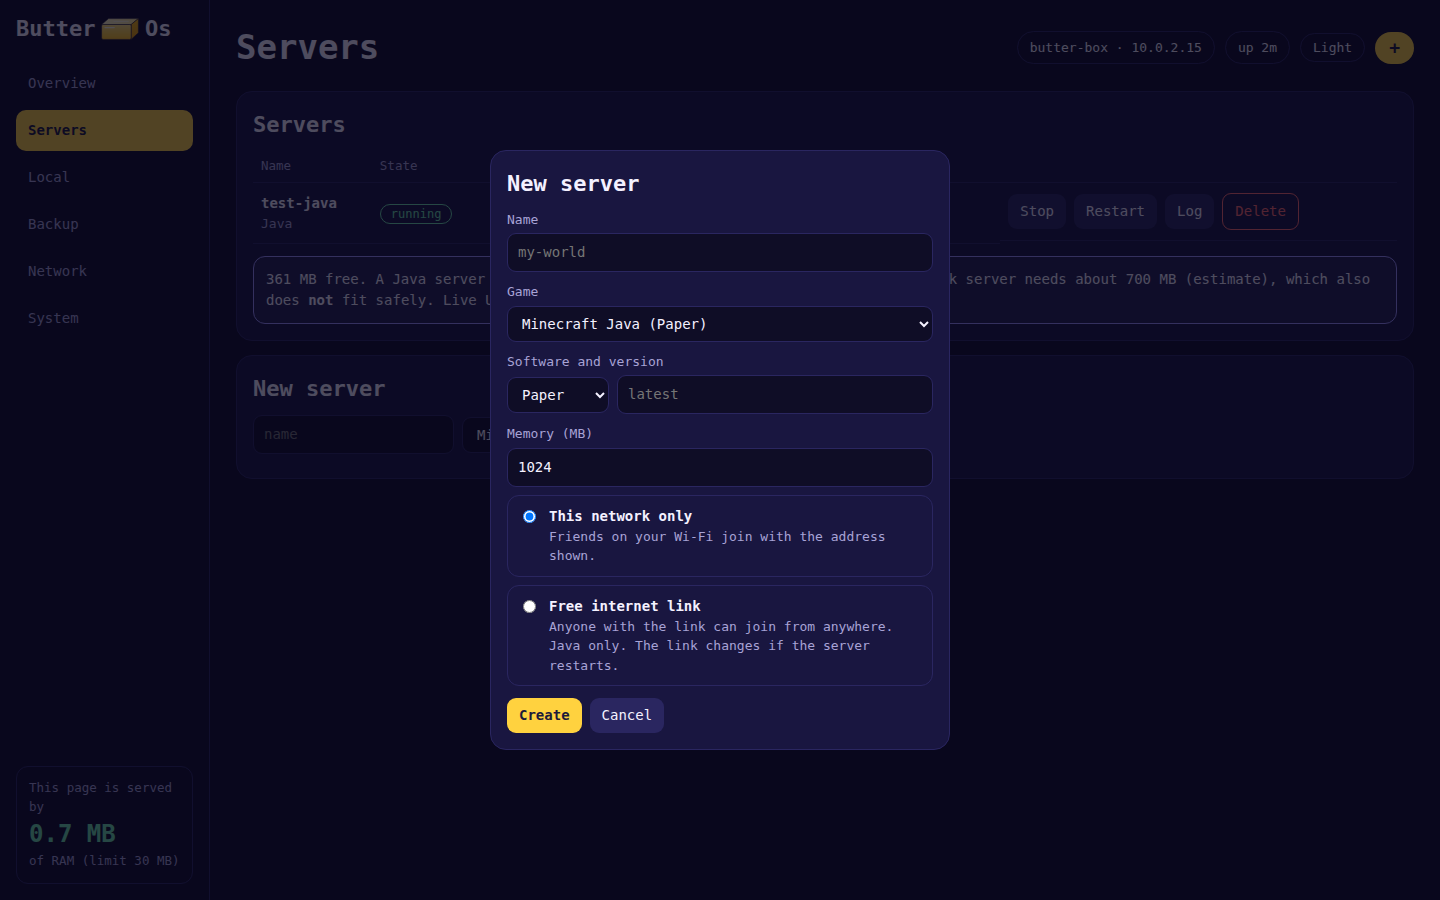 Butter Os
Overview
Servers
Local
Backup
Network
System
This page is served
by
0.7 MB
of RAM (limit 30 MB)
Servers
butter-box · 10.0.2.15
up 2m
Light
+
Servers
Name State
test-java
Java
running
Stop Restart Log Delete
361 MB free. A Java server
k server needs about 700 MB (estimate), which also
does not fit safely. Live
New server
name
New server
Name
my-world
Game
Minecraft Java (Paper)
Software and version
Paper latest
Memory (MB)
1024
This network only
Friends on your Wi-Fi join with the address
shown.
Free internet link
Anyone with the link can join from anywhere.
Java only. The link changes if the server
restarts.
Create Cancel